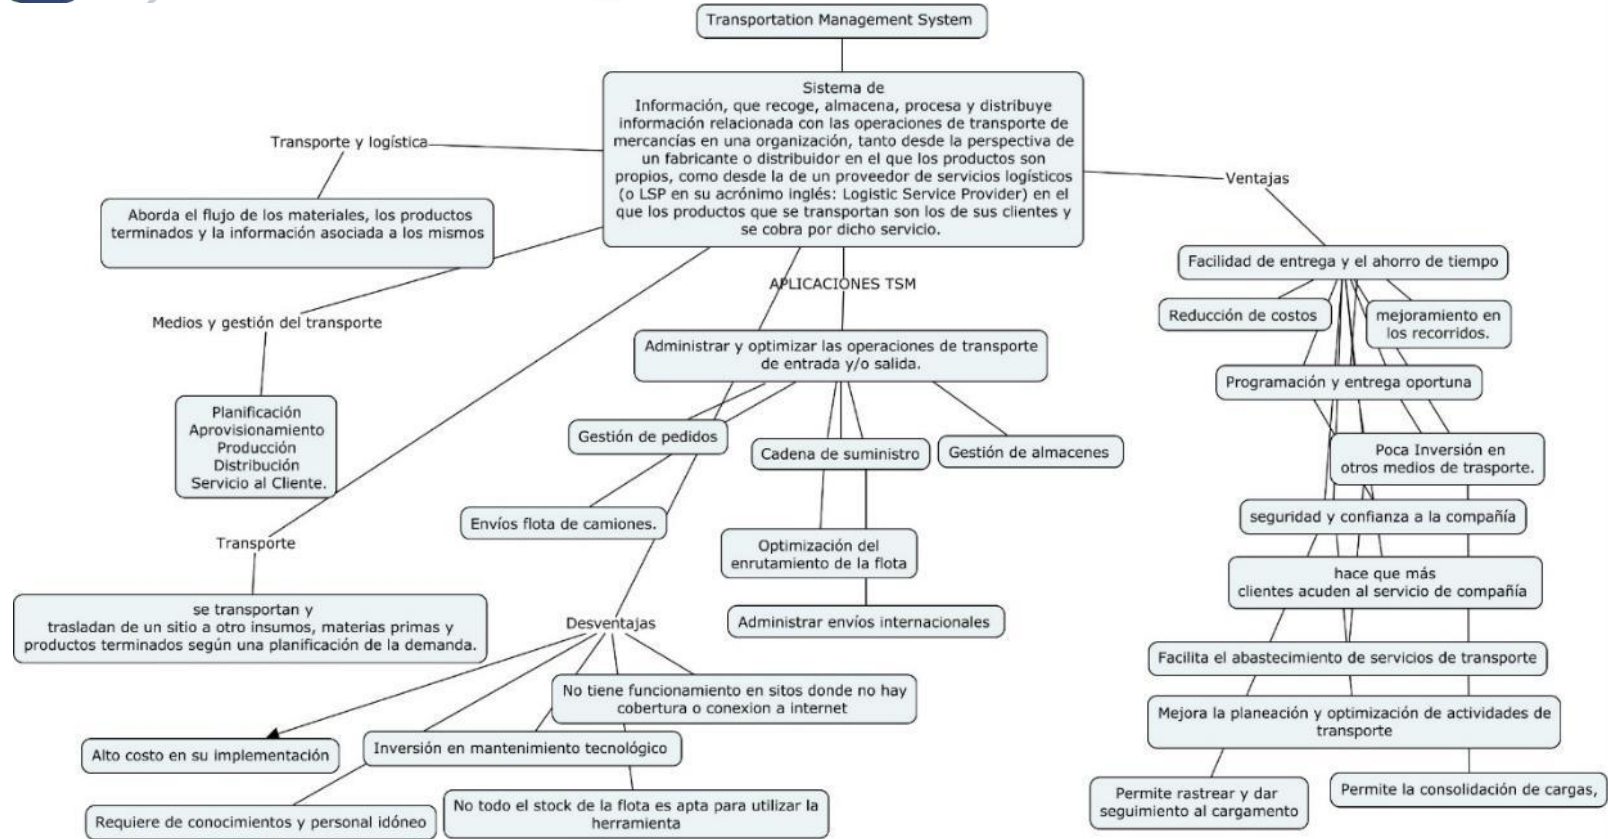 Transportation Management System
Sistema de
Información, que recoge, almacena, procesa y distribuye
información relacionada con las operaciones de transporte de
mercancías en una organización, tanto desde la perspectiva de
un fabricante o distribuidor en el que los productos son
propios, como desde la de un proveedor de servicios logísticos
(o LSP en su acrónimo inglés: Logistic Service Provider) en el
que los productos que se transportan son los de sus clientes y
se cobra por dicho servicio.
Transporte y logística
Aborda el flujo de los materiales, los productos
terminados y la información asociada a los mismos
Medios y gestión del transporte
Planificación
Aprovisionamiento
Producción
Distribución
Servicio al Cliente.
Transporte
se transportan y
trasladan de un sitio a otro insumos, materias primas y
productos terminados según una planificación de la demanda.
APLICACIONES TSM
Administrar y optimizar las operaciones de transporte
de entrada y/o salida.
Gestión de pedidos
Cadena de suministro
Gestión de almacenes
Envíos flota de camiones.
Optimización del
enrutamiento de la flota
Administrar envíos internacionales
Desventajas
No tiene funcionamiento en sitos donde no hay
cobertura o conexion a internet
Alto costo en su implementación
Inversión en mantenimiento tecnológico
Requiere de conocimientos y personal idóneo
No todo el stock de la flota es apta para utilizar la
herramienta
Ventajas
Facilidad de entrega y el ahorro de tiempo
Reducción de costos
mejoramiento en
los recorridos.
Programación y entrega oportuna
Poca Inversión en
otros medios de trasporte.
seguridad y confianza a la compañía
hace que más
clientes acuden al servicio de compañía
Facilita el abastecimiento de servicios de transporte
Mejora la planeación y optimización de actividades de
transporte
Permite rastrear y dar
seguimiento al cargamento
Permite la consolidación de cargas,